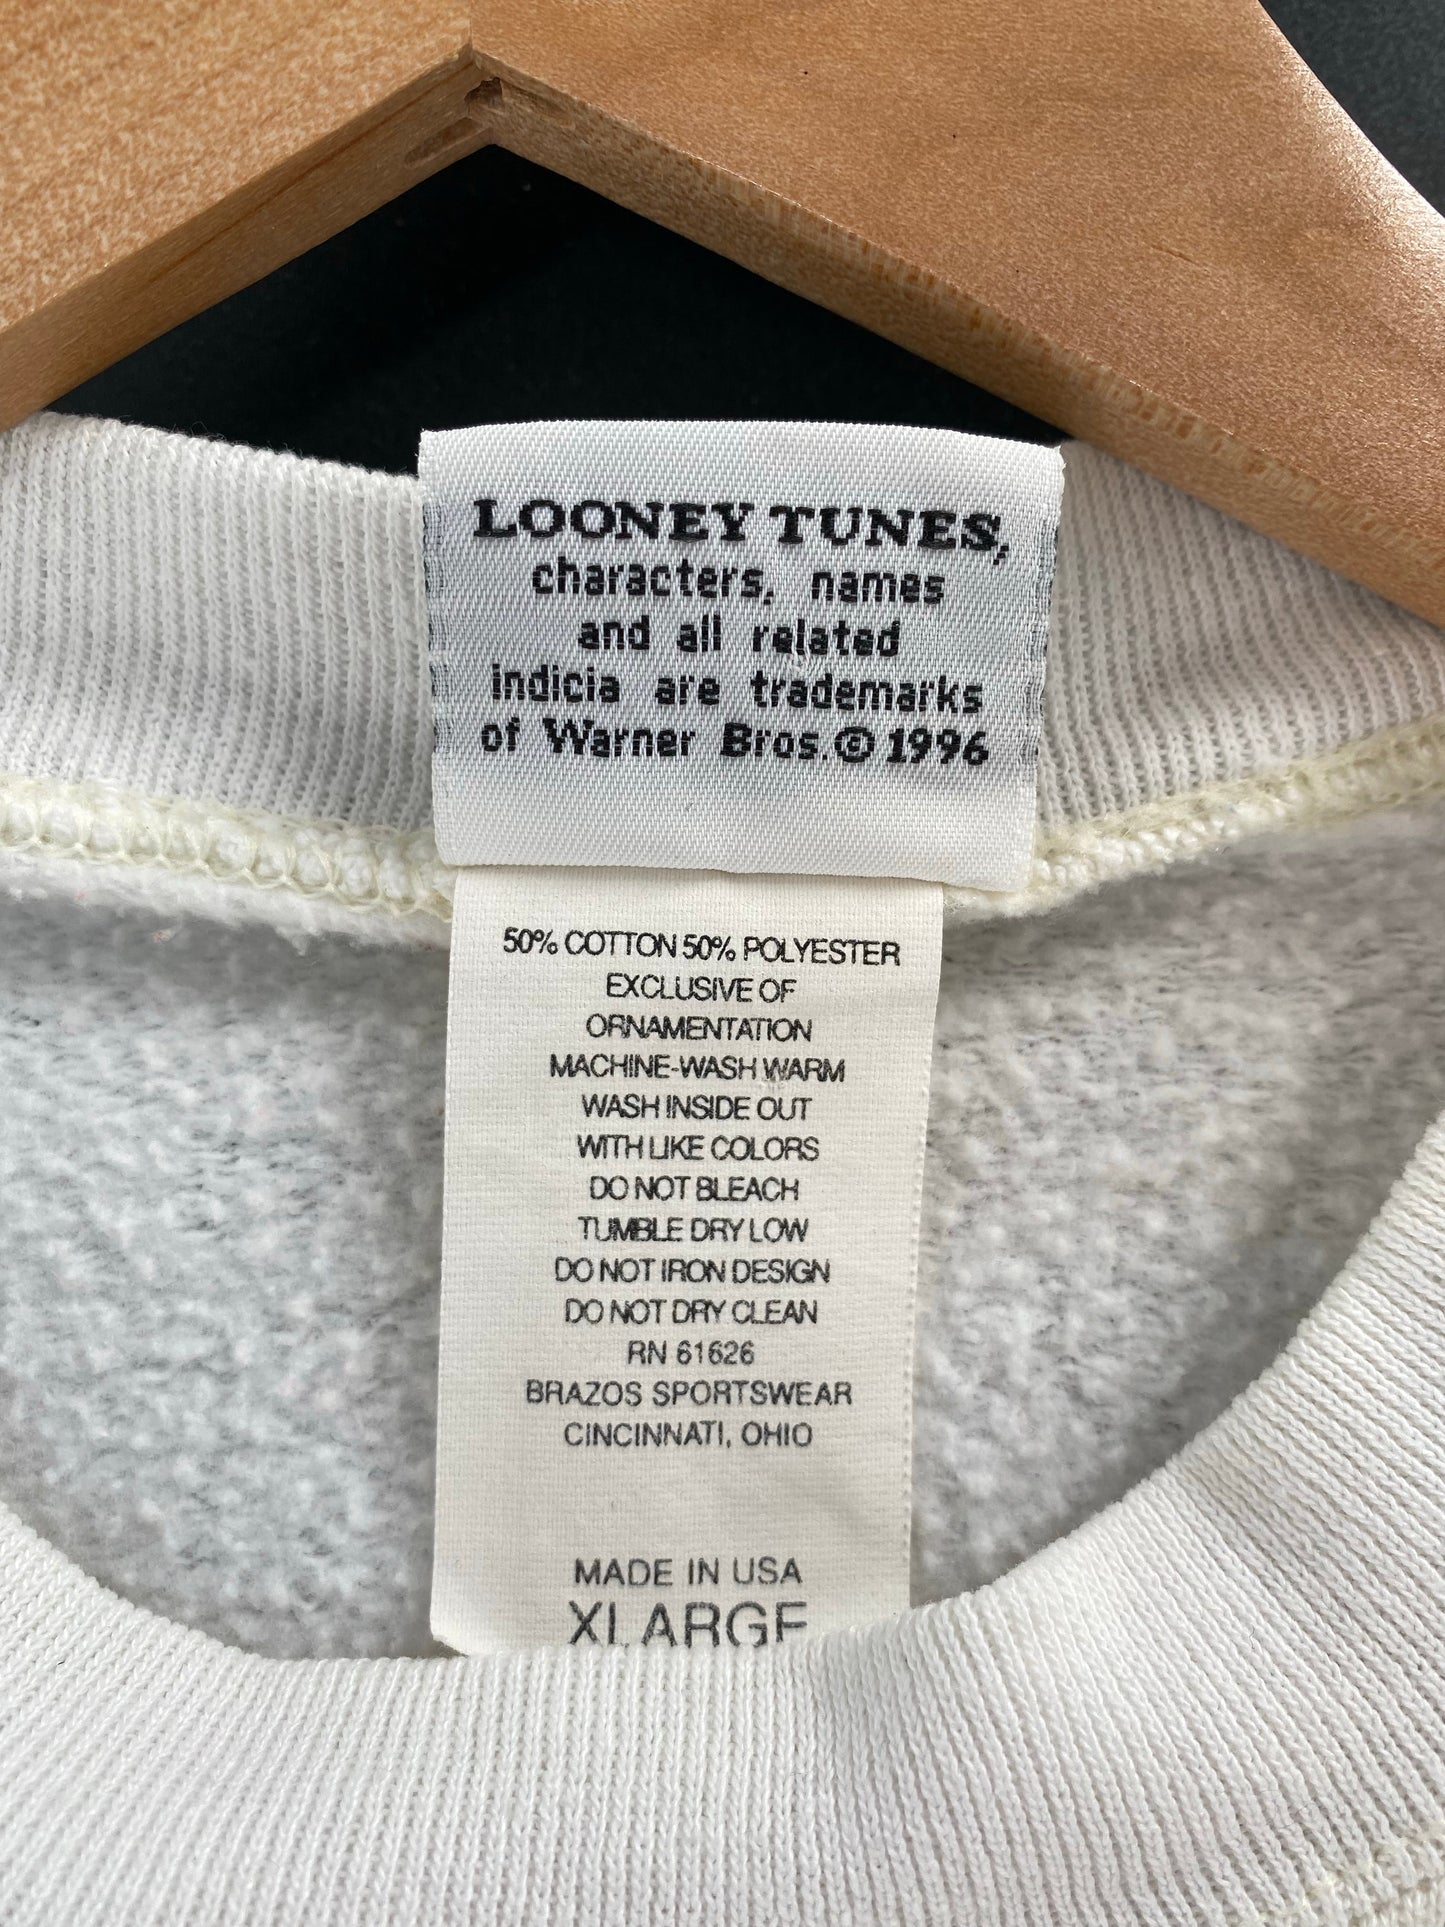 LOONEY TUNES,
characters, names
and all related
indicia are trademarks
of Warner Bros. © 1996
50% COTTON 50% POLYESTER
EXCLUSIVE OF
ORNAMENTATION
MACHINE-WASH WARM
WASH INSIDE OUT
WITH LIKE COLORS
DO NOT BLEACH
TUMBLE DRY LOW
DO NOT IRON DESIGN
DO NOT DRY CLEAN
RN 61626
BRAZOS SPORTSWEAR
CINCINNATI, OHIO
MADE IN USA
XLARGE